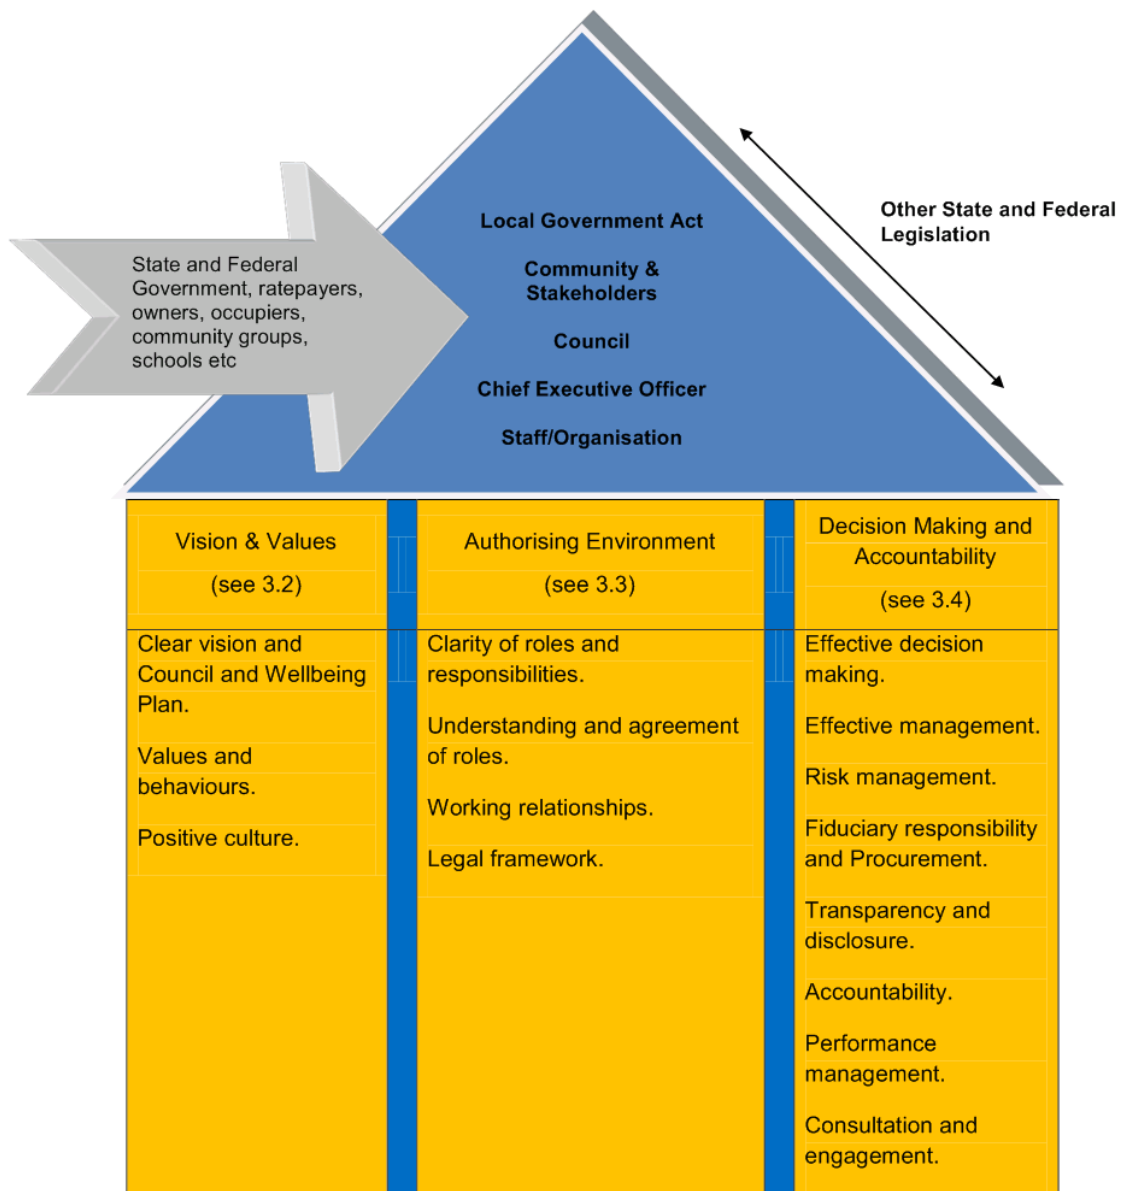 Local Government Act
Community &
Stakeholders
Council
Chief Executive Officer
Staff/Organisation
State and Federal
Government, ratepayers,
owners, occupiers,
community groups,
schools etc
Other State and Federal
Legislation
Vision & Values
(see 3.2)
Clear vision and
Council and Wellbeing
Plan.
Values and
behaviours.
Positive culture.
Authorising Environment
(see 3.3)
Clarity of roles and
responsibilities.
Understanding and agreement
of roles.
Working relationships.
Legal framework.
Decision Making and
Accountability
(see 3.4)
Effective decision
making.
Effective management.
Risk management.
Fiduciary responsibility
and Procurement.
Transparency and
disclosure.
Accountability.
Performance
management.
Consultation and
engagement.